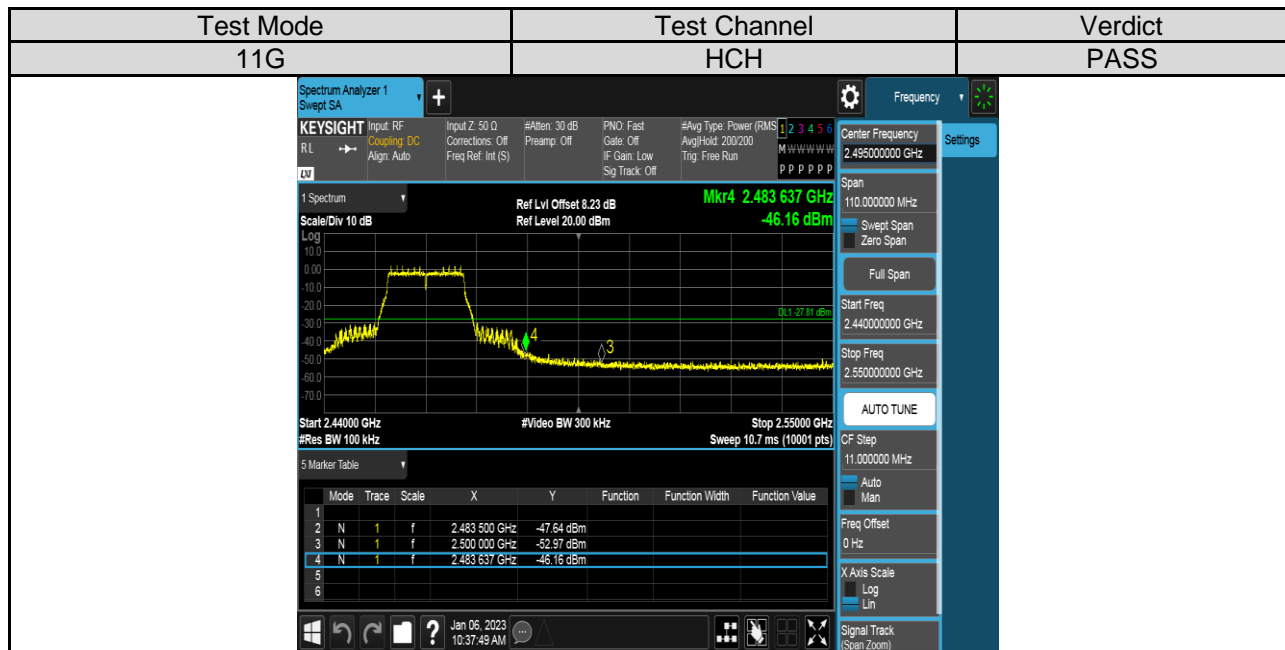 Test Mode Test Channel Verdict
11G HCH PASS
Spectrum Analyzer 1
Swept SA
+
Frequency
KEYSIGHT Input: RF Input Z: 50 Ω #Atten: 30 dB PNO: Fast #Avg Type: Power (RMS 1 2 3 4 5 6
RL Coupling: DC Corrections: Off Preamp: Off Gate: Off Avg|Hold: 200/200 M W W W W W
Align: Auto Freq Ref: Int (S) IF Gain: Low Trig: Free Run
LXI Sig Track: Off P P P P P P
Center Frequency
2.495000000 GHz
Settings
Span
110.000000 MHz
Swept Span
Zero Span
Full Span
Start Freq
2.440000000 GHz
Stop Freq
2.550000000 GHz
AUTO TUNE
CF Step
11.000000 MHz
Auto
Man
Freq Offset
0 Hz
X Axis Scale
Log
Lin
Signal Track
(Span Zoom)
1 Spectrum Ref Lvl Offset 8.23 dB Mkr4 2.483 637 GHz
Scale/Div 10 dB Ref Level 20.00 dBm -46.16 dBm
Log
10.0
0.00
-10.0
-20.0
DL1 -27.81 dBm
-30.0
-40.0
4
3
-50.0
-60.0
-70.0
Start 2.44000 GHz #Video BW 300 kHz Stop 2.55000 GHz
#Res BW 100 kHz Sweep 10.7 ms (10001 pts)
5 Marker Table
Mode Trace Scale X Y Function Function Width Function Value
1
2 N 1 f 2.483 500 GHz -47.64 dBm
3 N 1 f 2.500 000 GHz -52.97 dBm
4 N 1 f 2.483 637 GHz -46.16 dBm
5
6
? Jan 06, 2023
10:37:49 AM